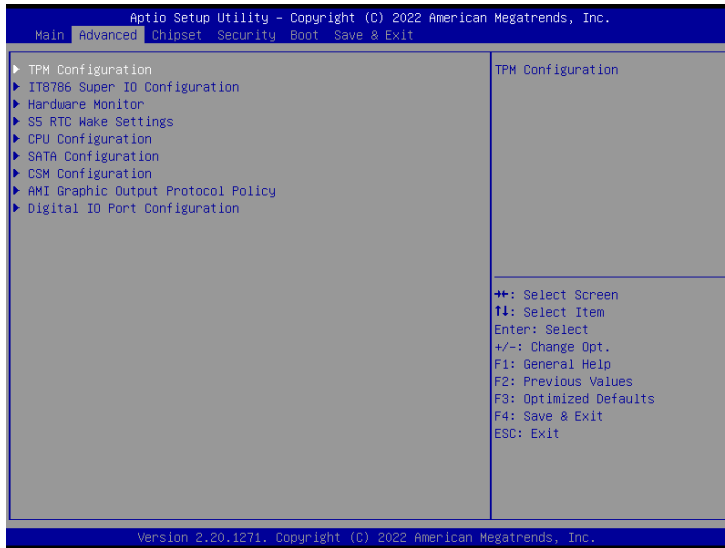 Aptio Setup Utility – Copyright (C) 2022 American Megatrends, Inc.
Main Advanced Chipset Security Boot Save & Exit
TPM Configuration
IT8786 Super IO Configuration
Hardware Monitor
S5 RTC Wake Settings
CPU Configuration
SATA Configuration
CSM Configuration
AMI Graphic Output Protocol Policy
Digital IO Port Configuration
TPM Configuration
→←: Select Screen
↑↓: Select Item
Enter: Select
+/-: Change Opt.
F1: General Help
F2: Previous Values
F3: Optimized Defaults
F4: Save & Exit
ESC: Exit
Version 2.20.1271. Copyright (C) 2022 American Megatrends, Inc.